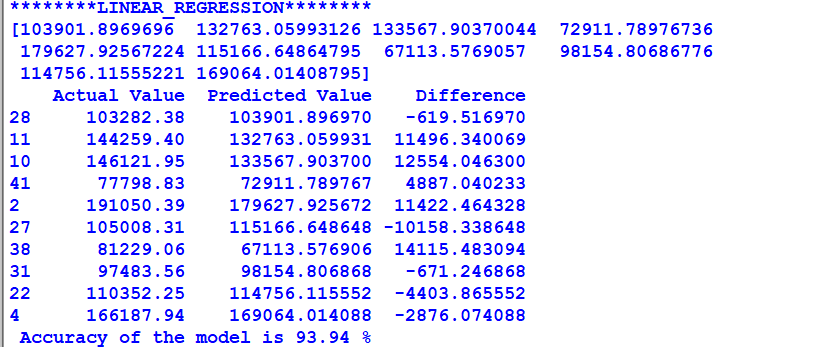 ********LINEAR_REGRESSION********
[103901.8969696  132763.05993126 133567.90370044  72911.78976736
 179627.92567224 115166.64864795  67113.5769057   98154.80686776
 114756.11555221 169064.01408795]
    Actual Value  Predicted Value    Difference
28     103282.38    103901.896970   -619.516970
11     144259.40    132763.059931  11496.340069
10     146121.95    133567.903700  12554.046300
41      77798.83     72911.789767   4887.040233
2      191050.39    179627.925672  11422.464328
27     105008.31    115166.648648 -10158.338648
38      81229.06     67113.576906  14115.483094
31      97483.56     98154.806868   -671.246868
22     110352.25    114756.115552  -4403.865552
4      166187.94    169064.014088  -2876.074088
 Accuracy of the model is 93.94 %